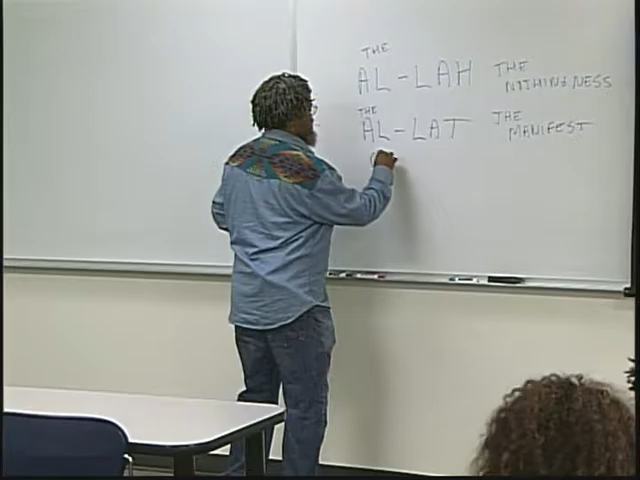 THE
AL-LAH THE NOTHINGNESS
THE
AL-LAT THE MANIFEST